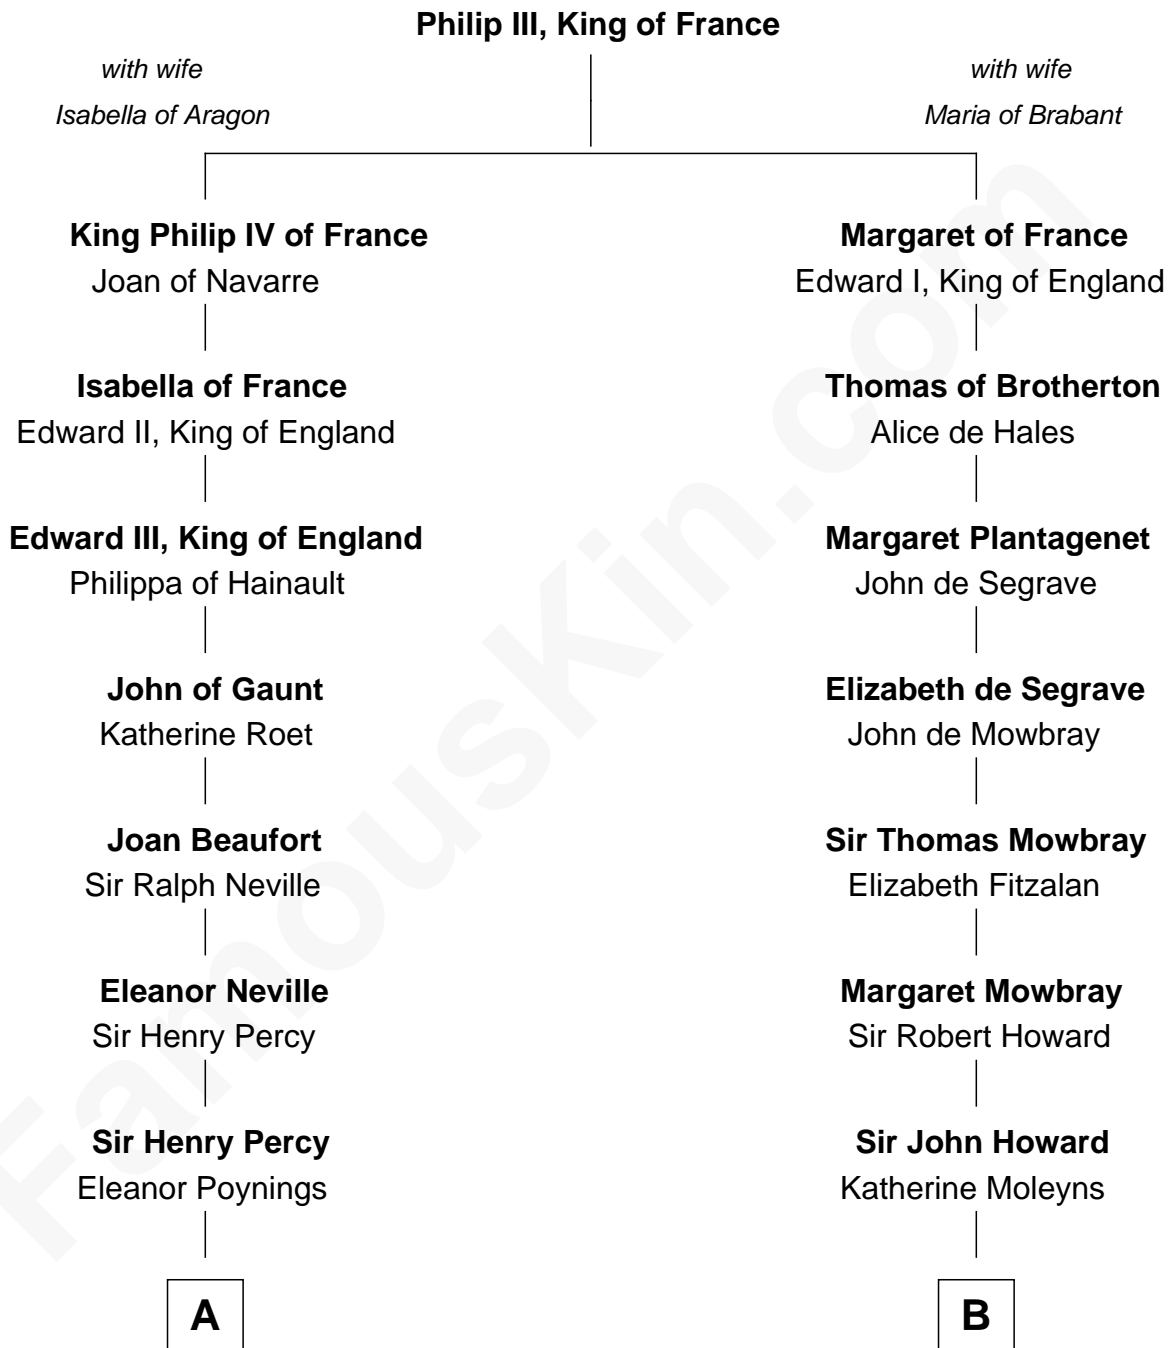 Philip III, King of France
with wife
Isabella of Aragon
with wife
Maria of Brabant
King Philip IV of France
Joan of Navarre
Margaret of France
Edward I, King of England
Isabella of France
Edward II, King of England
Thomas of Brotherton
Alice de Hales
Edward III, King of England
Philippa of Hainault
Margaret Plantagenet
John de Segrave
John of Gaunt
Katherine Roet
Elizabeth de Segrave
John de Mowbray
Joan Beaufort
Sir Ralph Neville
Sir Thomas Mowbray
Elizabeth Fitzalan
Eleanor Neville
Sir Henry Percy
Margaret Mowbray
Sir Robert Howard
Sir Henry Percy
Eleanor Poynings
Sir John Howard
Katherine Moleyns
A
B
FamousKin.com